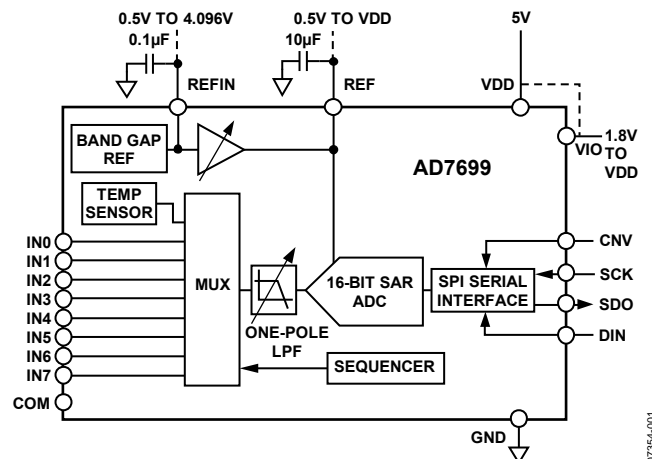 0.5V TO 4.096V
0.5V TO VDD
5V
0.1µF
10µF
REFIN
REF
VDD
BAND GAP
REF
1.8V
VIO TO
VDD
AD7699
TEMP
SENSOR
IN0
IN1
IN2
IN3
IN4
IN5
IN6
IN7
COM
MUX
ONE-POLE
LPF
16-BIT SAR
ADC
SPI SERIAL
INTERFACE
CNV
SCK
SDO
DIN
SEQUENCER
GND
07354-001